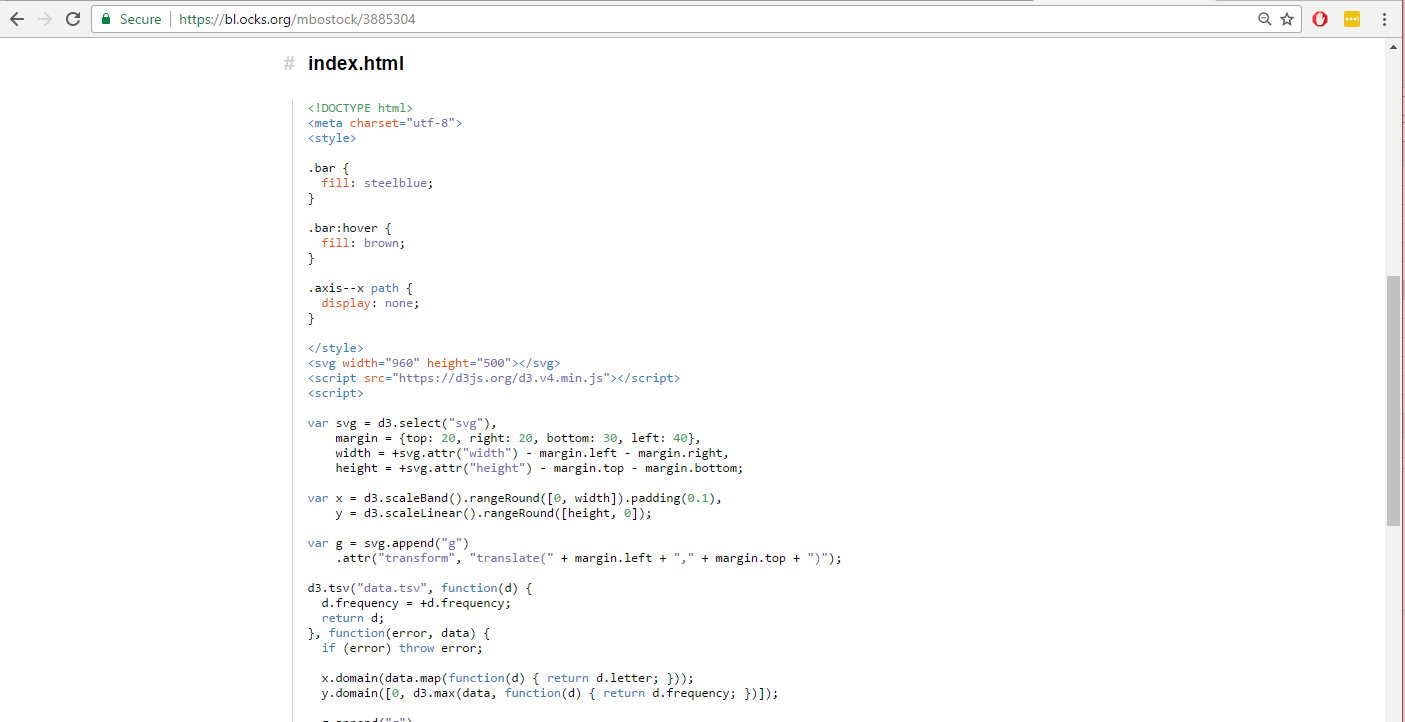 Secure | https://bl.ocks.org/mbostock/3885304
# index.html
<!DOCTYPE html>
<meta charset="utf-8">
<style>
.bar {
  fill: steelblue;
}
.bar:hover {
  fill: brown;
}
.axis--x path {
  display: none;
}
</style>
<svg width="960" height="500"></svg>
<script src="https://d3js.org/d3.v4.min.js"></script>
<script>
var svg = d3.select("svg"),
    margin = {top: 20, right: 20, bottom: 30, left: 40},
    width = +svg.attr("width") - margin.left - margin.right,
    height = +svg.attr("height") - margin.top - margin.bottom;
var x = d3.scaleBand().rangeRound([0, width]).padding(0.1),
    y = d3.scaleLinear().rangeRound([height, 0]);
var g = svg.append("g")
    .attr("transform", "translate(" + margin.left + "," + margin.top + ")");
d3.tsv("data.tsv", function(d) {
  d.frequency = +d.frequency;
  return d;
}, function(error, data) {
  if (error) throw error;
  x.domain(data.map(function(d) { return d.letter; }));
  y.domain([0, d3.max(data, function(d) { return d.frequency; })]);